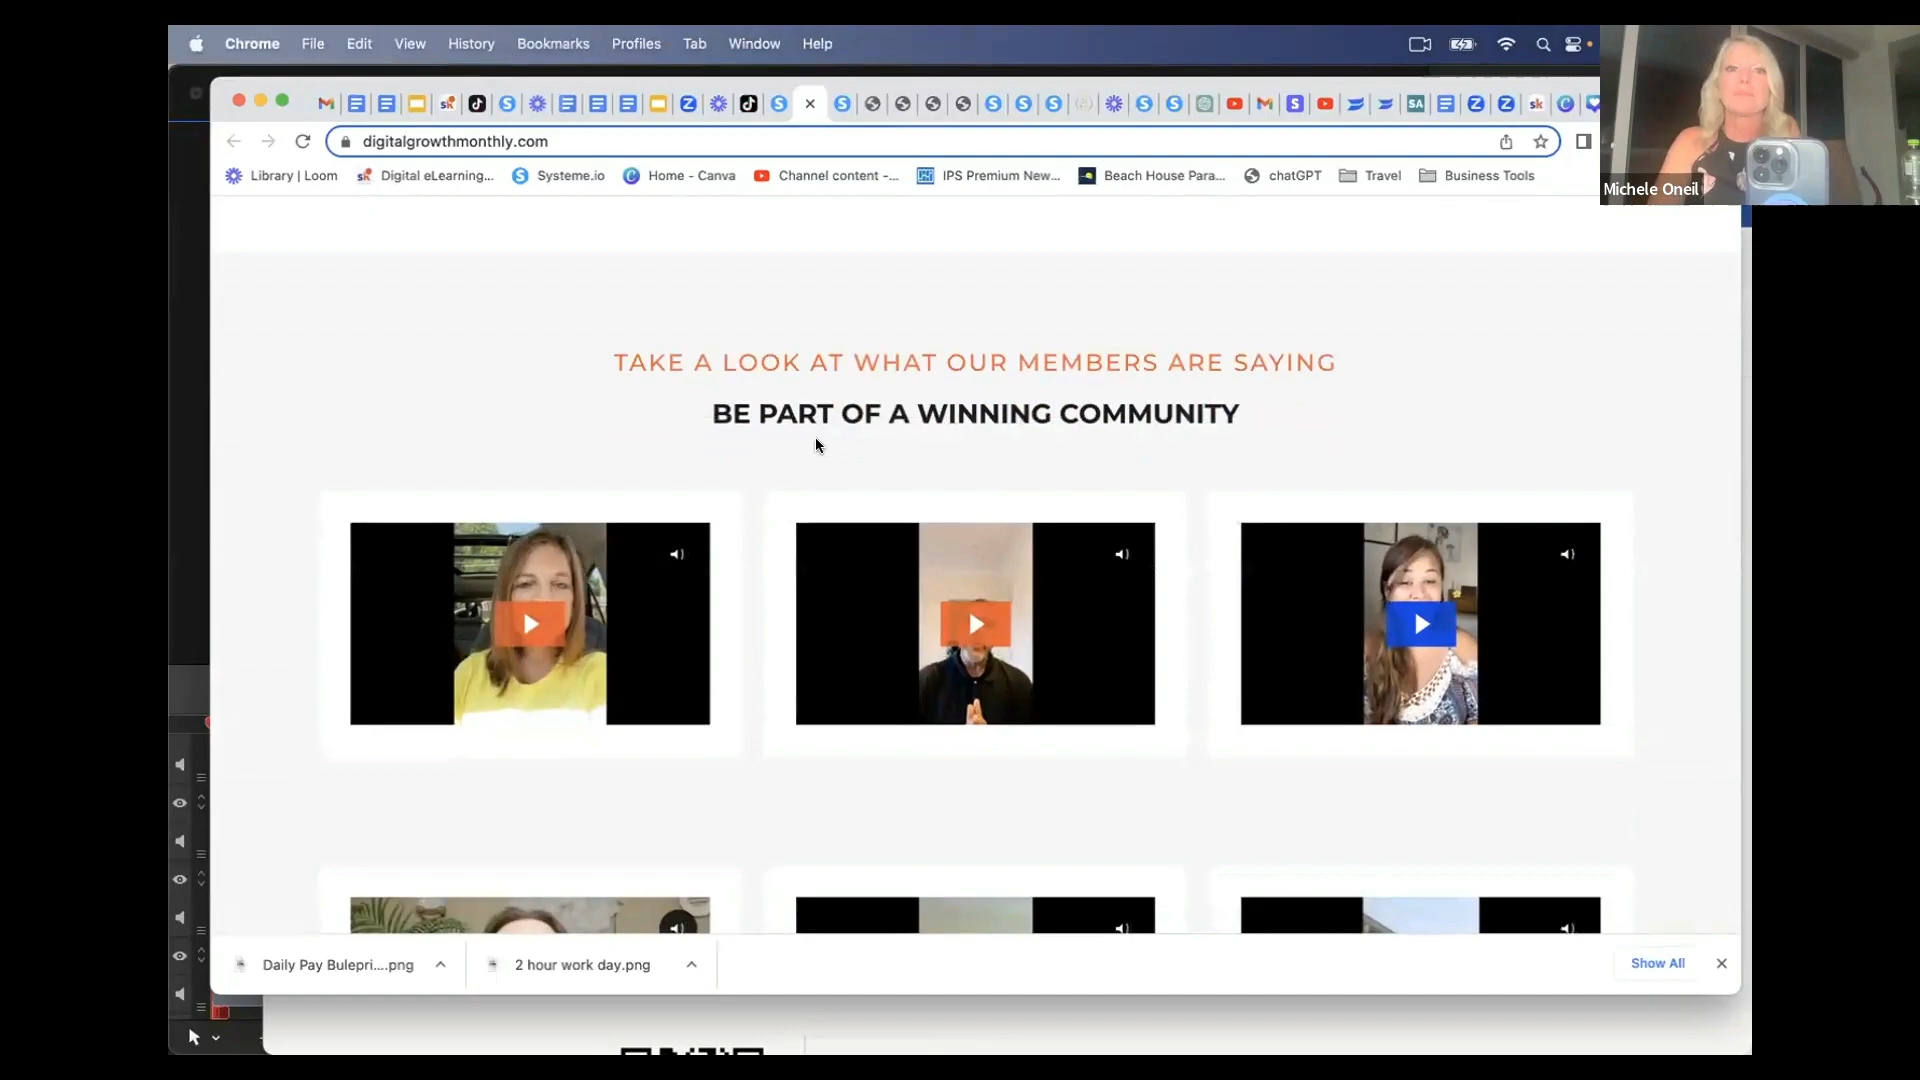 Chrome File Edit View History Bookmarks Profiles Tab Window Help
digitalgrowthmonthly.com
Library | Loom Digital eLearning... Systeme.io Home - Canva Channel content -... IPS Premium New... Beach House Para... chatGPT Travel Business Tools
Michele Oneil
TAKE A LOOK AT WHAT OUR MEMBERS ARE SAYING
BE PART OF A WINNING COMMUNITY
Daily Pay Bulepri....png 2 hour work day.png Show All